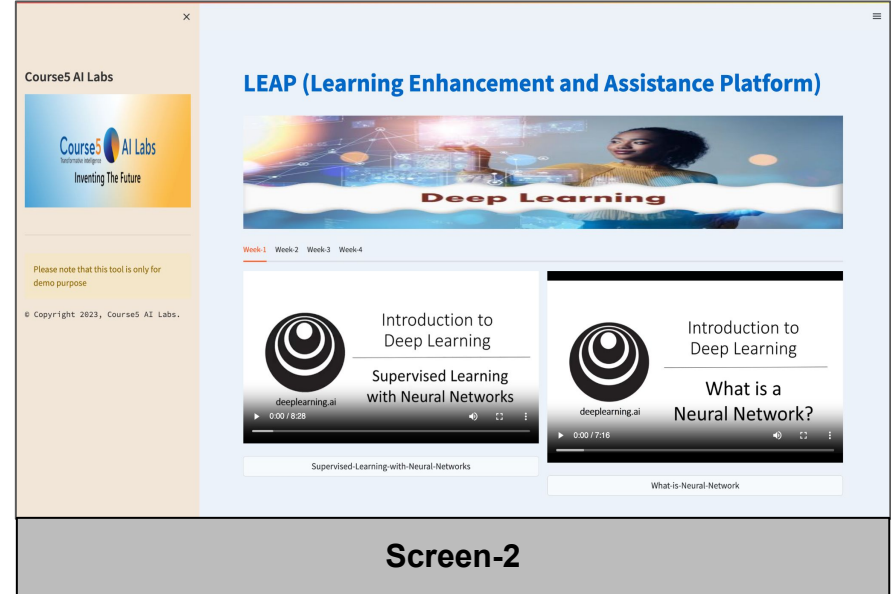 Course5 AI Labs
Course5 AI Labs
Transformative Intelligence
Inventing The Future
Please note that this tool is only for
demo purpose
© Copyright 2023, Course5 AI Labs.
LEAP (Learning Enhancement and Assistance Platform)
Deep Learning
Week-1 Week-2 Week-3 Week-4
Introduction to
Deep Learning
Supervised Learning
with Neural Networks
deeplearning.ai
0:00 / 8:28
Supervised-Learning-with-Neural-Networks
Introduction to
Deep Learning
What is a
Neural Network?
deeplearning.ai
0:00 / 7:16
What-is-Neural-Network
Screen-2